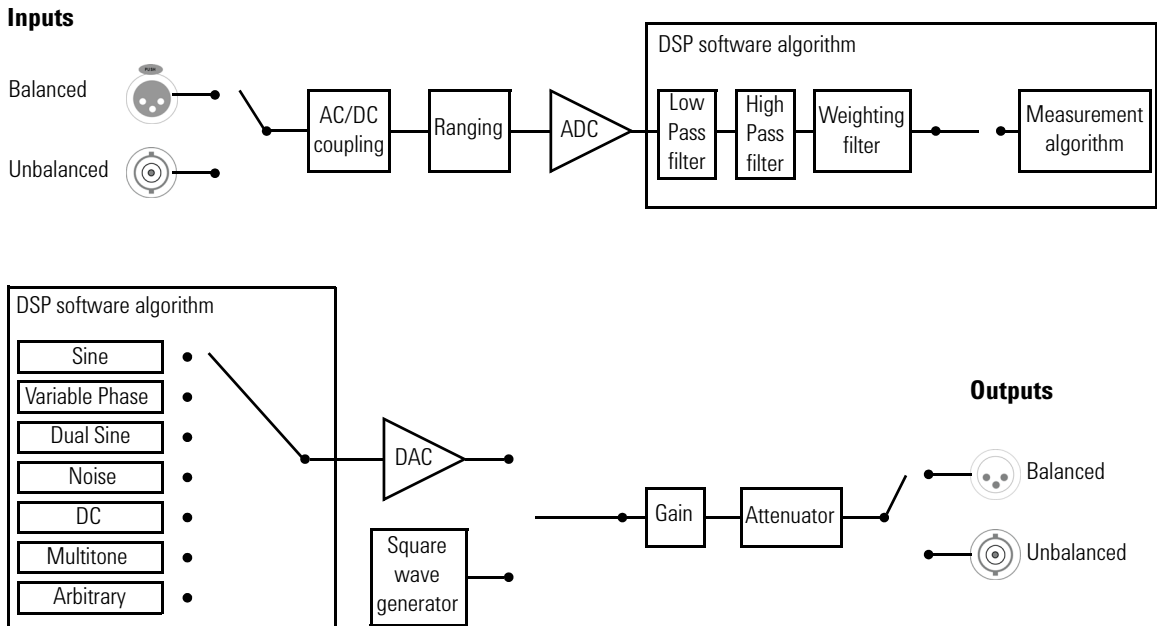 Inputs
Balanced
PUSH
Unbalanced
AC/DC
coupling
Ranging
ADC
DSP software algorithm
Low
Pass
filter
High
Pass
filter
Weighting
filter
Measurement
algorithm
DSP software algorithm
Sine
Variable Phase
Dual Sine
Noise
DC
Multitone
Arbitrary
DAC
Square
wave
generator
Gain
Attenuator
Outputs
Balanced
Unbalanced